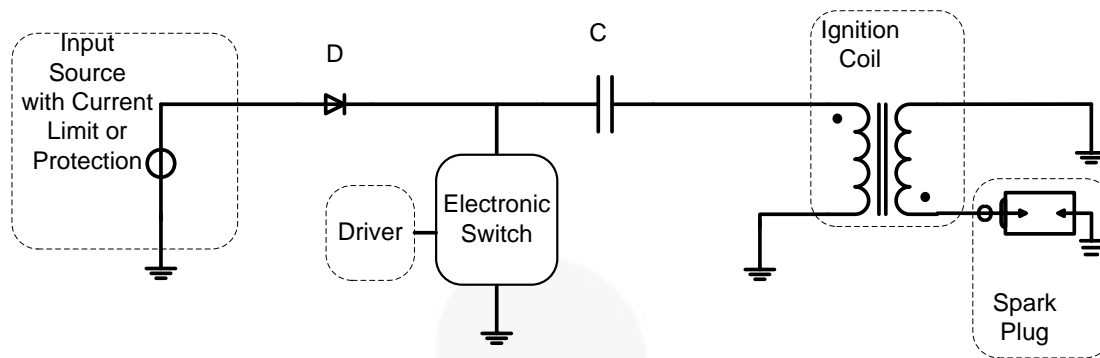 Input
Source
with Current
Limit or
Protection
D
C
Ignition
Coil
Driver
Electronic
Switch
Spark
Plug